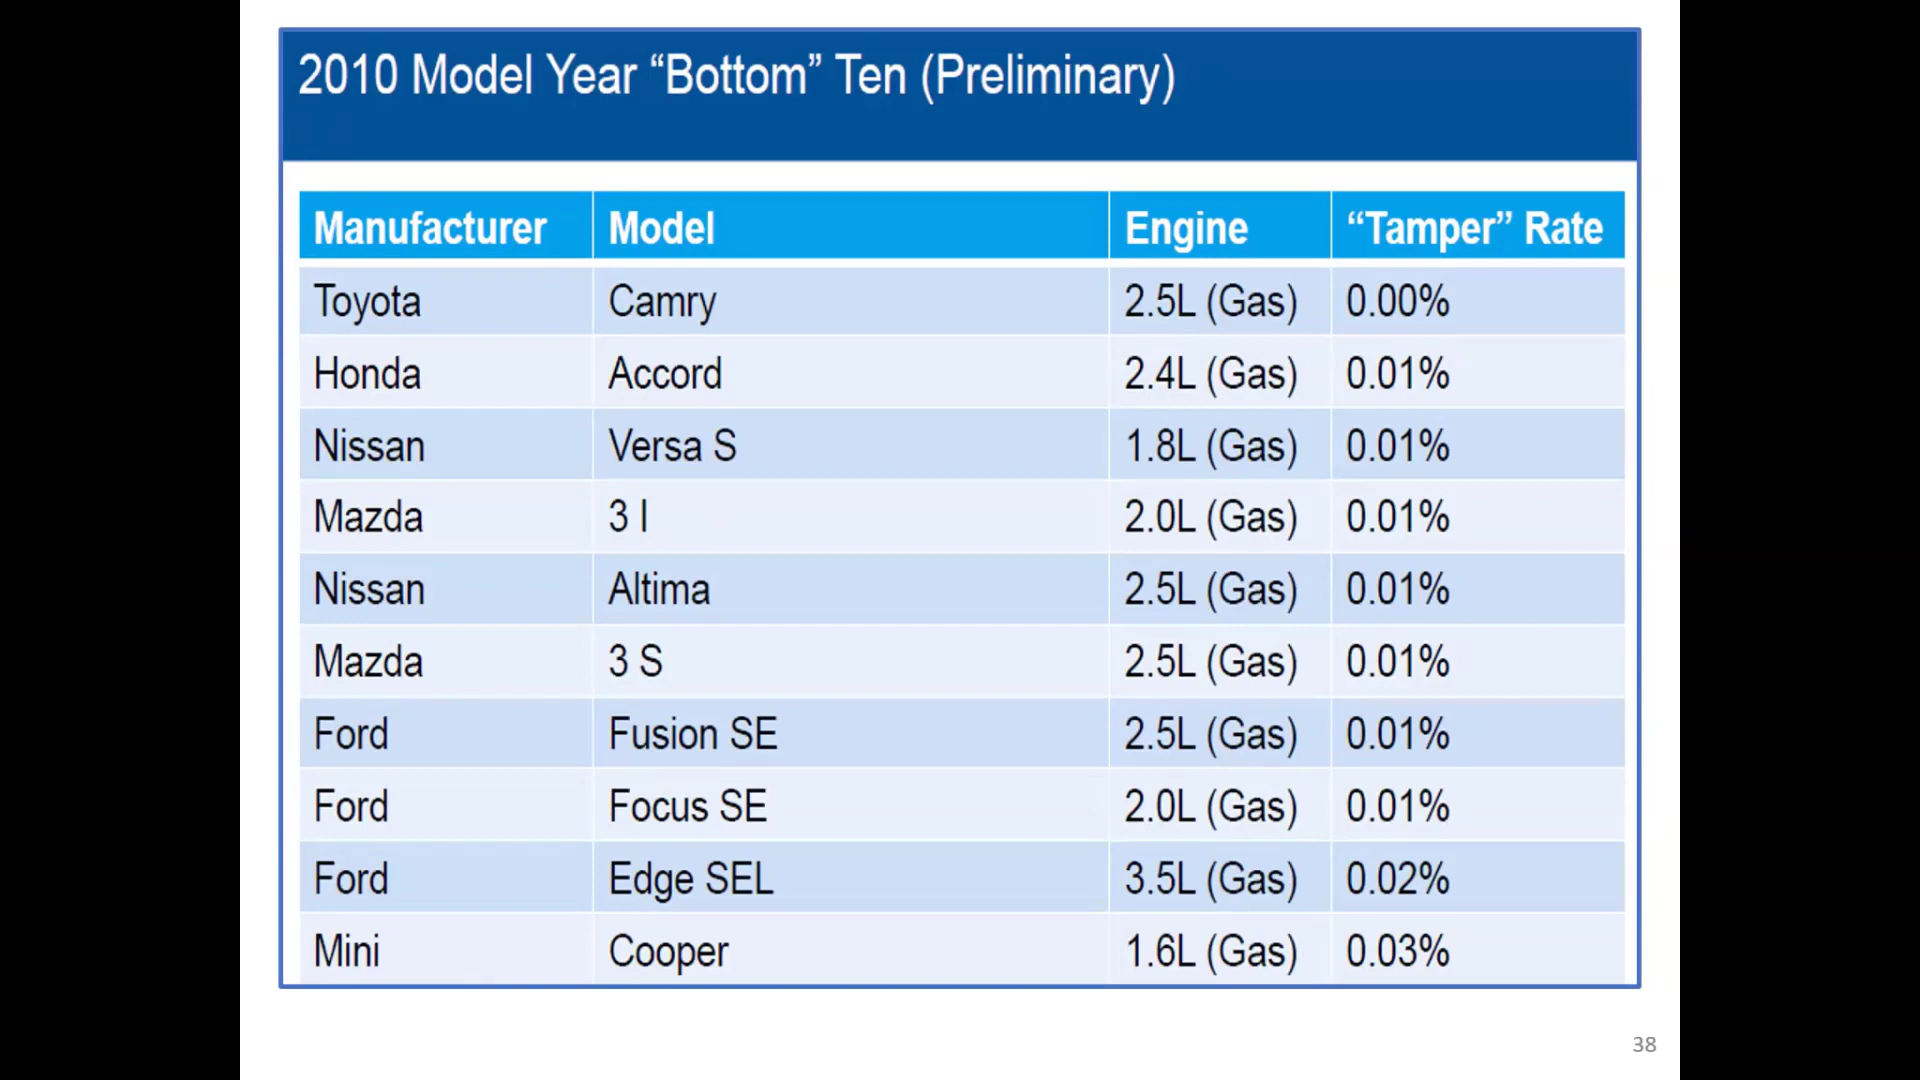 2010 Model Year “Bottom” Ten (Preliminary)
Manufacturer Model Engine “Tamper” Rate
Toyota Camry 2.5L (Gas) 0.00%
Honda Accord 2.4L (Gas) 0.01%
Nissan Versa S 1.8L (Gas) 0.01%
Mazda 3 I 2.0L (Gas) 0.01%
Nissan Altima 2.5L (Gas) 0.01%
Mazda 3 S 2.5L (Gas) 0.01%
Ford Fusion SE 2.5L (Gas) 0.01%
Ford Focus SE 2.0L (Gas) 0.01%
Ford Edge SEL 3.5L (Gas) 0.02%
Mini Cooper 1.6L (Gas) 0.03%
38